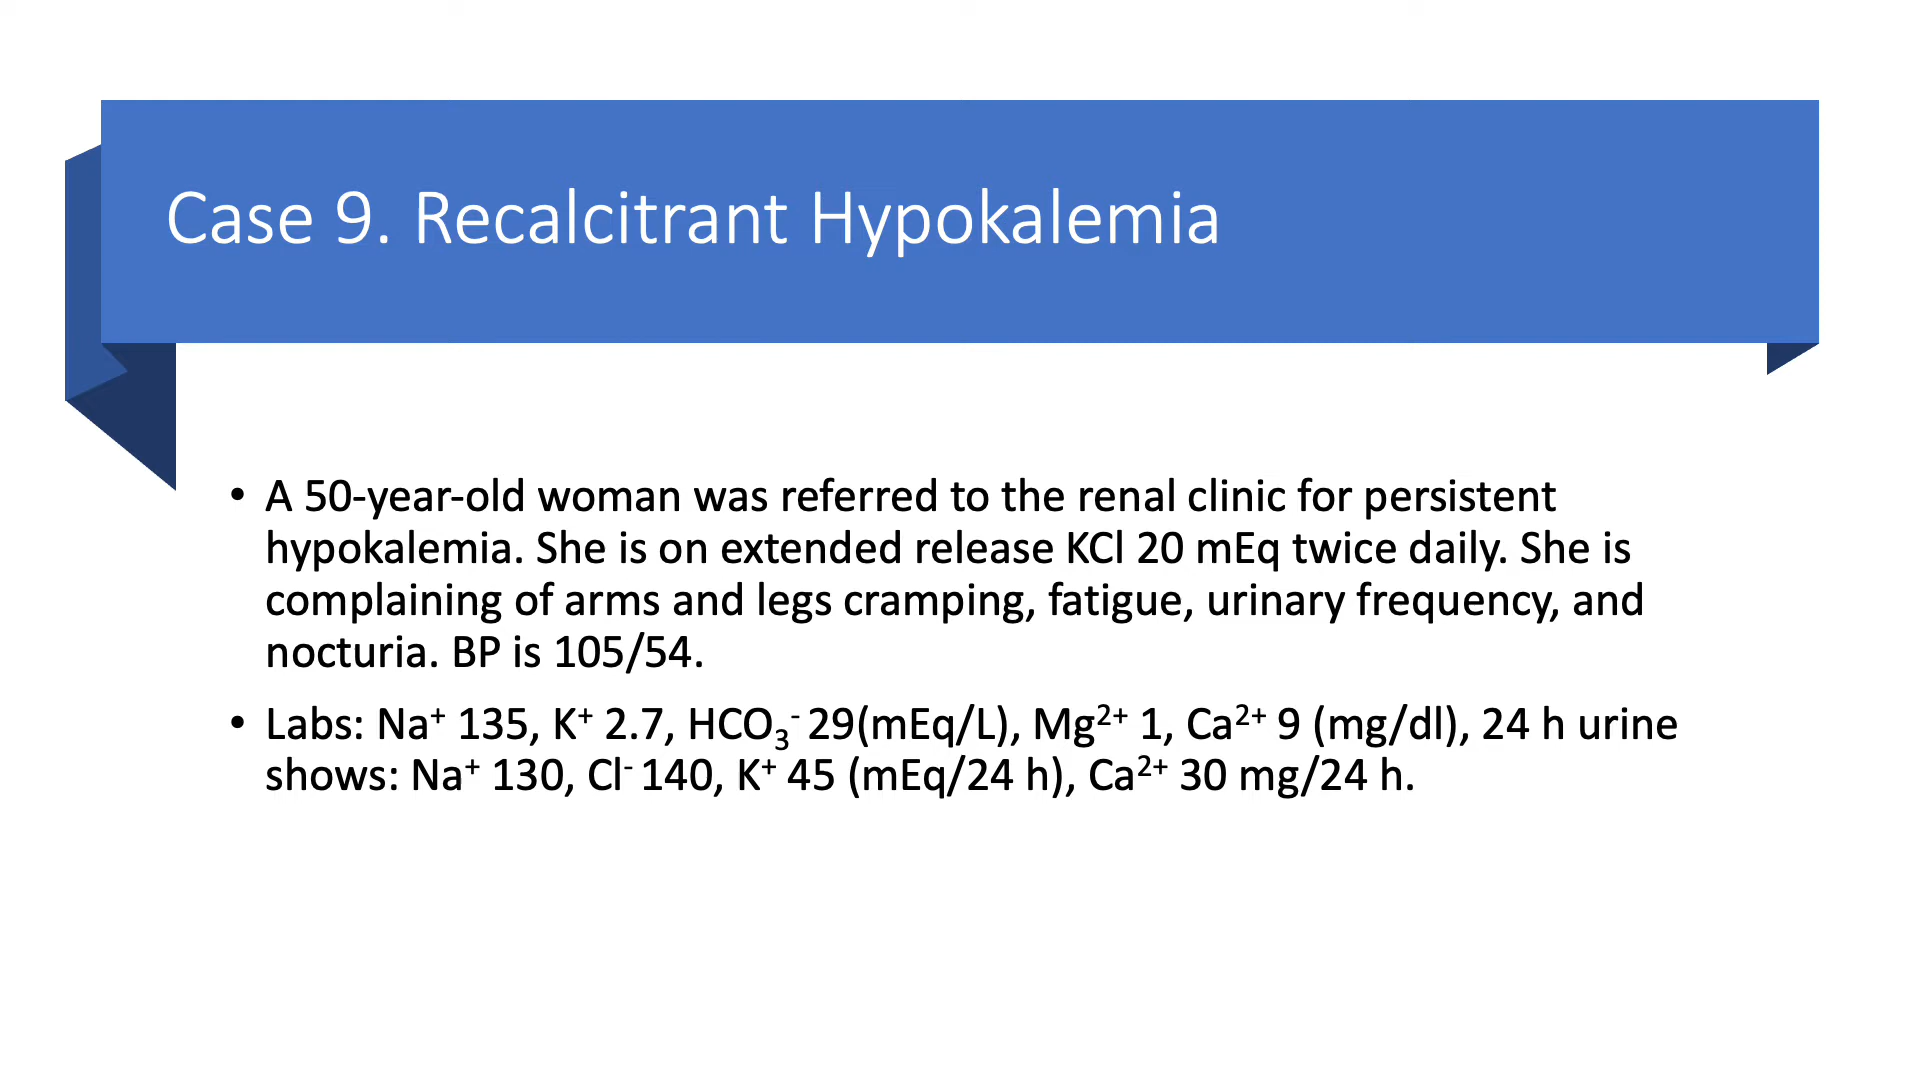 Case 9. Recalcitrant Hypokalemia
• A 50-year-old woman was referred to the renal clinic for persistent
hypokalemia. She is on extended release KCl 20 mEq twice daily. She is
complaining of arms and legs cramping, fatigue, urinary frequency, and
nocturia. BP is 105/54.
• Labs: Na⁺ 135, K⁺ 2.7, HCO₃⁻ 29(mEq/L), Mg²⁺ 1, Ca²⁺ 9 (mg/dl), 24 h urine
shows: Na⁺ 130, Cl⁻ 140, K⁺ 45 (mEq/24 h), Ca²⁺ 30 mg/24 h.